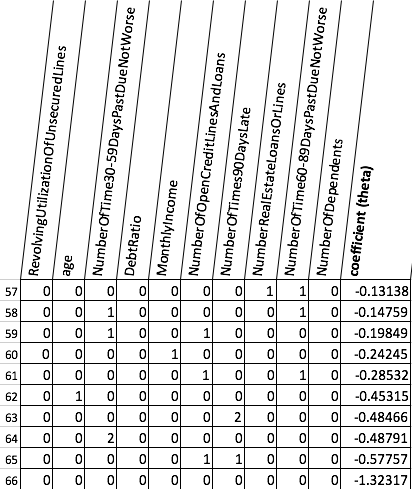 RevolvingUtilizationOfUnsecuredLines
age
NumberOfTime30-59DaysPastDueNotWorse
DebtRatio
MonthlyIncome
NumberOfOpenCreditLinesAndLoans
NumberOfTimes90DaysLate
NumberRealEstateLoansOrLines
NumberOfTime60-89DaysPastDueNotWorse
NumberOfDependents
coefficient (theta)
57 0 0 0 0 0 0 0 1 1 0 -0.13138
58 0 0 1 0 0 0 0 0 1 0 -0.14759
59 0 0 1 0 0 1 0 0 0 0 -0.19849
60 0 0 0 0 1 0 0 0 0 0 -0.24245
61 0 0 0 0 0 1 0 0 1 0 -0.28532
62 0 1 0 0 0 0 0 0 0 0 -0.45315
63 0 0 0 0 0 0 2 0 0 0 -0.48466
64 0 0 2 0 0 0 0 0 0 0 -0.48791
65 0 0 0 0 0 1 1 0 0 0 -0.57757
66 0 0 0 0 0 0 0 0 0 0 -1.32317